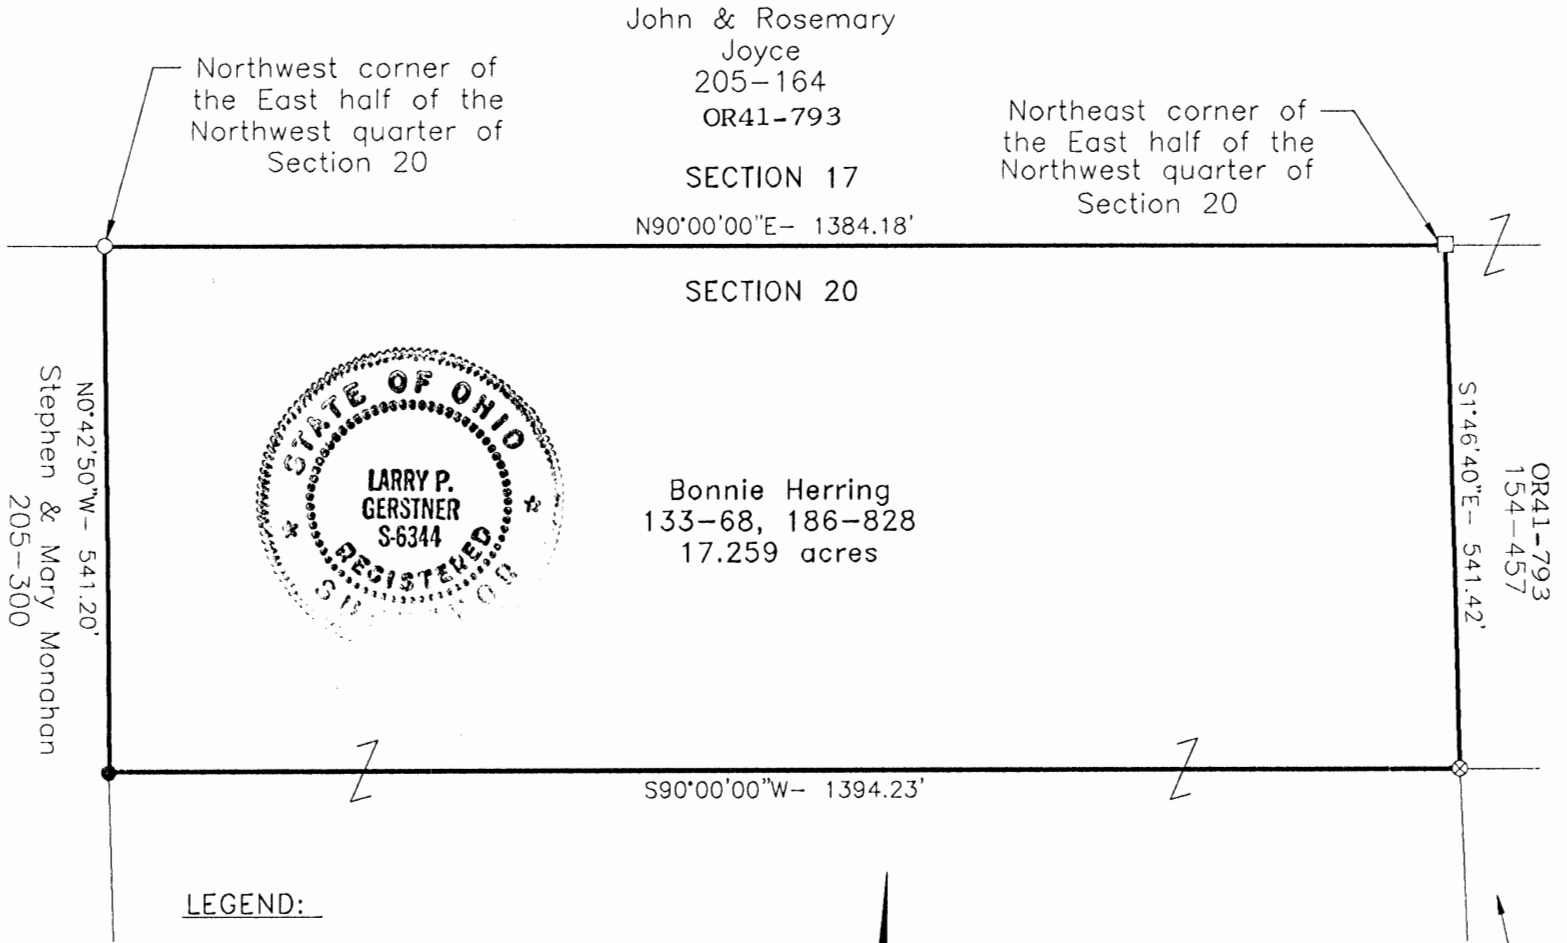 John & Rosemary
Joyce
205-164
OR41-793
Northwest corner of
the East half of the
Northwest quarter of
Section 20
Northeast corner of
the East half of the
Northwest quarter of
Section 20
SECTION 17
N90°00'00"E- 1384.18'
SECTION 20
STATE OF OHIO
LARRY P.
GERSTNER
S-6344
REGISTERED
Bonnie Herring
133-68, 186-828
17.259 acres
N0°42'50"W- 541.20'
Stephen & Mary Monahan
205-300
S1°46'40"E- 541.42'
OR41-793
154-457
S90°00'00"W- 1394.23'
LEGEND: